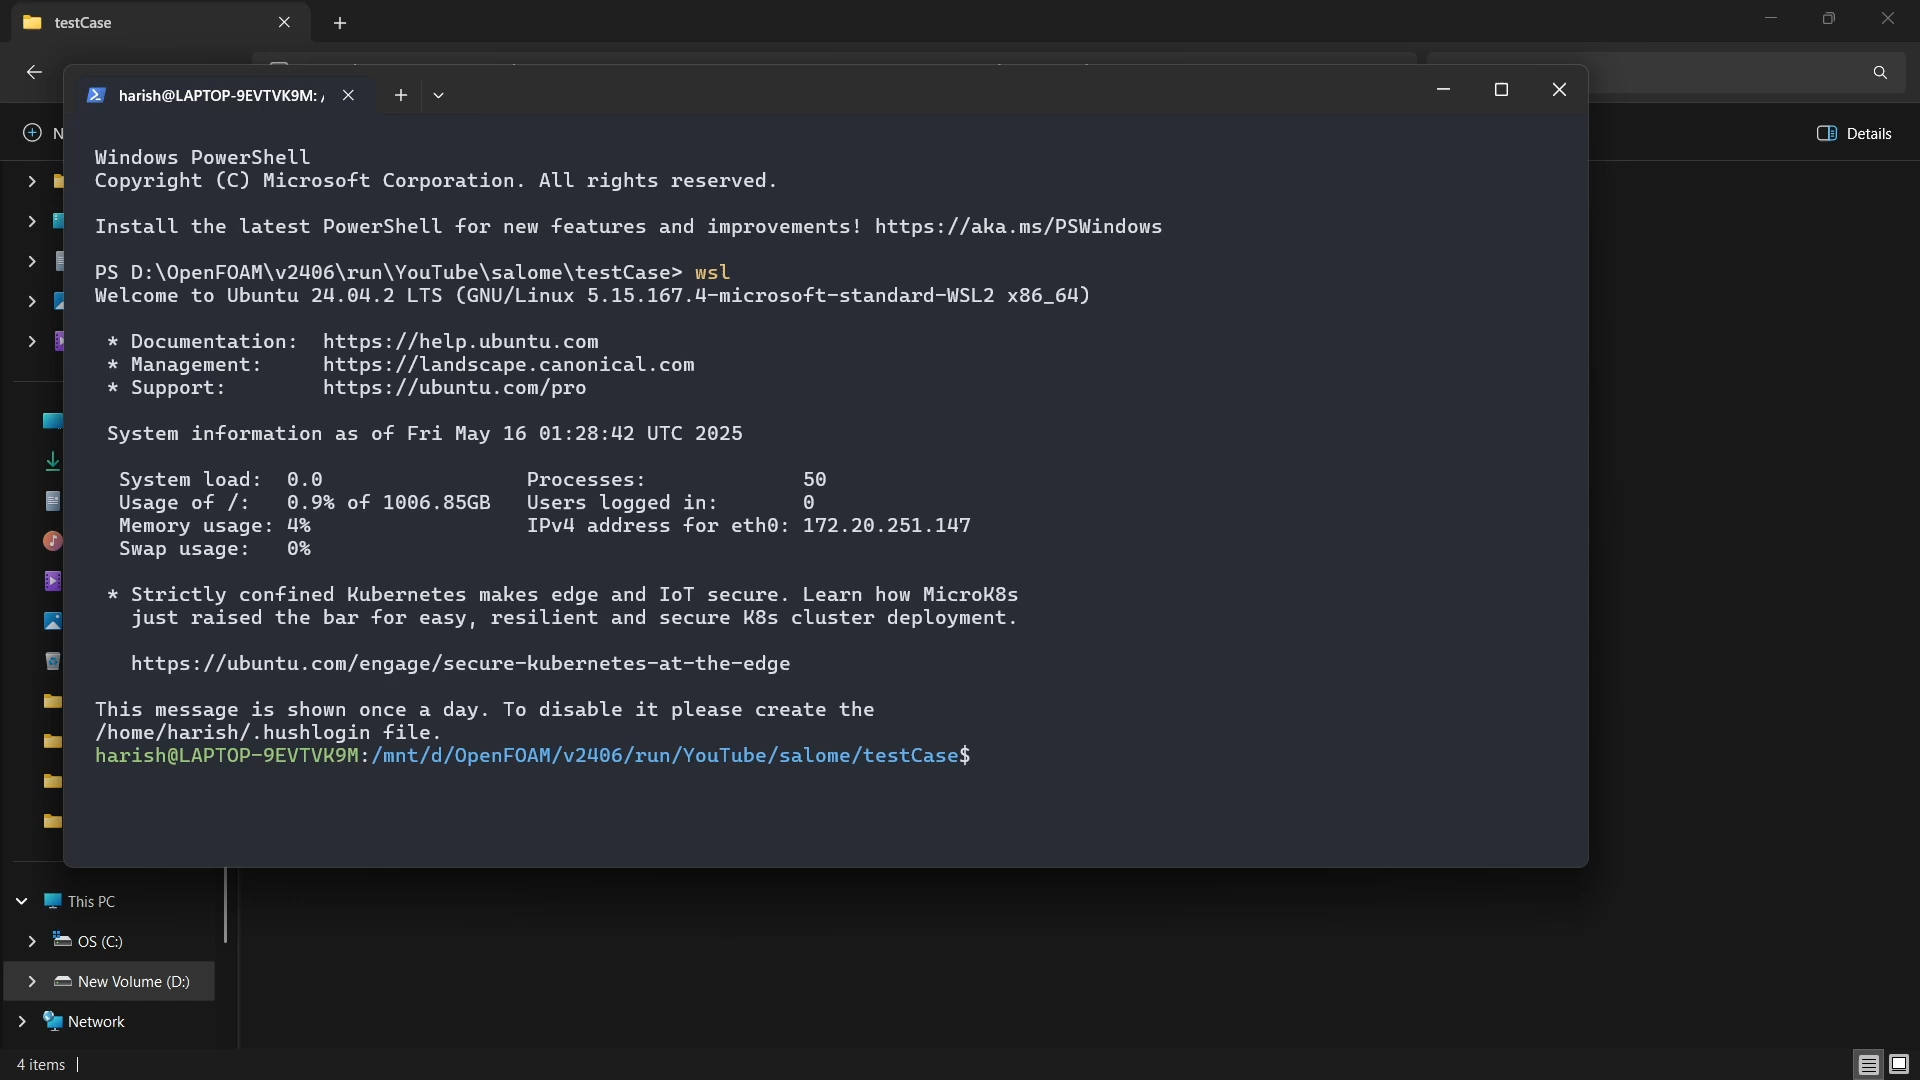 testCase
harish@LAPTOP-9EVTVK9M: /
N
Details
Windows PowerShell
Copyright (C) Microsoft Corporation. All rights reserved.
Install the latest PowerShell for new features and improvements! https://aka.ms/PSWindows
PS D:\OpenFOAM\v2406\run\YouTube\salome\testCase> wsl
Welcome to Ubuntu 24.04.2 LTS (GNU/Linux 5.15.167.4-microsoft-standard-WSL2 x86_64)
* Documentation:  https://help.ubuntu.com
* Management:     https://landscape.canonical.com
* Support:        https://ubuntu.com/pro
System information as of Fri May 16 01:28:42 UTC 2025
System load:  0.0                 Processes:             50
Usage of /:   0.9% of 1006.85GB   Users logged in:       0
Memory usage: 4%                  IPv4 address for eth0: 172.20.251.147
Swap usage:   0%
* Strictly confined Kubernetes makes edge and IoT secure. Learn how MicroK8s
just raised the bar for easy, resilient and secure K8s cluster deployment.
https://ubuntu.com/engage/secure-kubernetes-at-the-edge
This message is shown once a day. To disable it please create the
/home/harish/.hushlogin file.
harish@LAPTOP-9EVTVK9M:/mnt/d/OpenFOAM/v2406/run/YouTube/salome/testCase$
This PC
OS (C:)
New Volume (D:)
Network
4 items